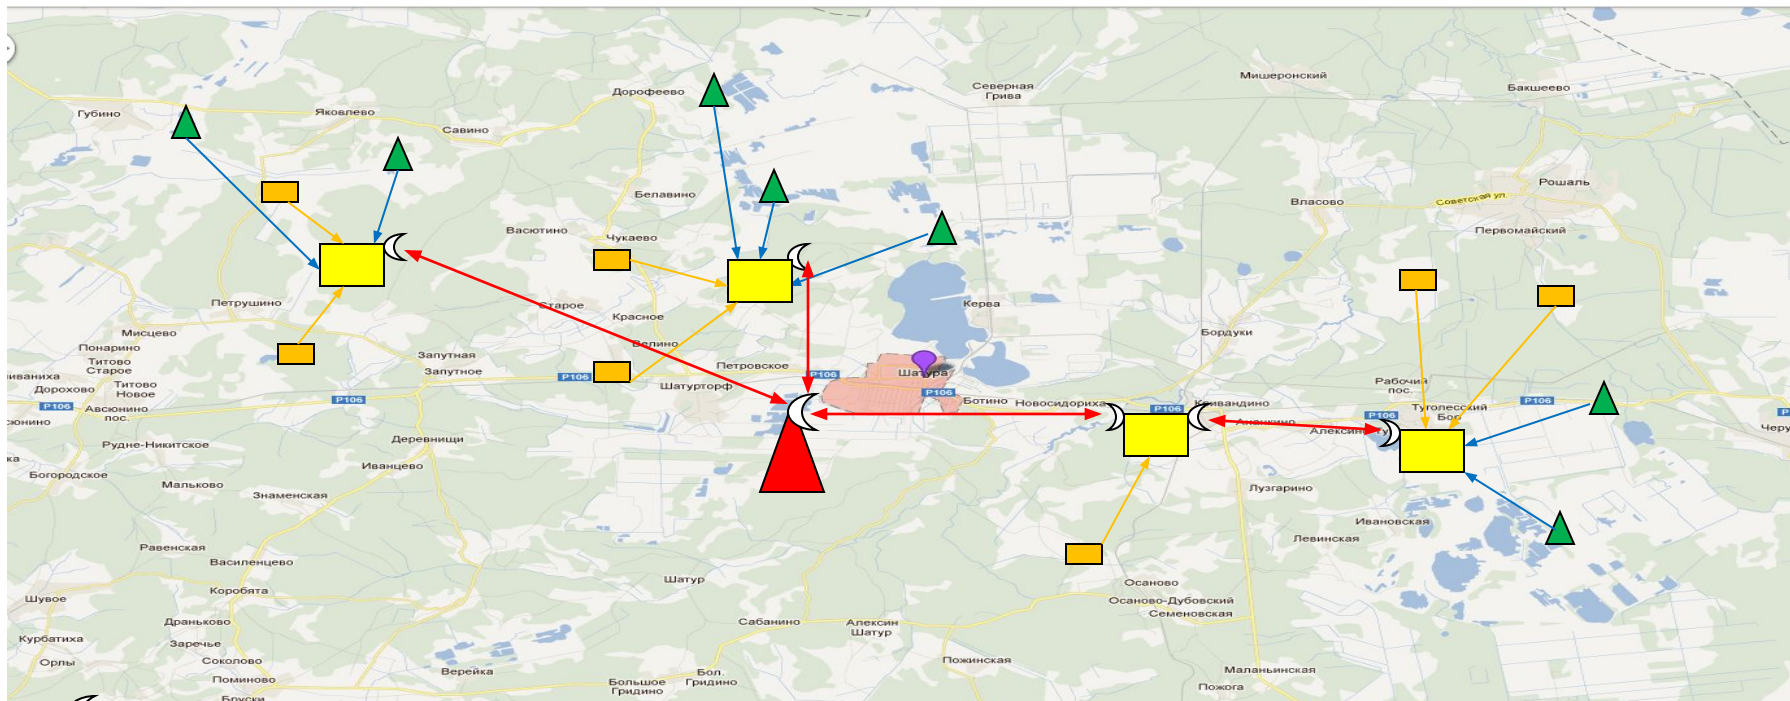 Северная
Грива
Мишеронский
Бакшеево
Дорофеево
Губино
Яковлево
Савино
Рошаль
Белавино
Власово
Советская ул.
Васютино
Чукаево
Первомайский
Петрушино
Старое
Керва
Красное
Мисцево
Бордуки
Понарино
Велино
Запутная
Титово
Старое
Петровское
Запутное
Шатура
Р106
Р106
Шатурторф
Рабочий
пос.
Дорохово
Титово
Новое
Р106
Р106
Р106
Р106
Ботино
Новосидориха
Р106
Кривандино
Р106
Туголесский
Бор
Авсюнино
пос.
Ананкино
Рудне-Никитское
Деревнищи
Иванцево
Богородское
Мальково
Знаменская
Лузгарино
Ивановская
Левинская
Равенская
Василенцево
Шатур
Осаново
Коробята
Шувое
Осаново-Дубовский
Семеновская
Драньково
Сабанино
Алексин
Шатур
Курбатиха
Заречье
Орлы
Соколово
Верейка
Бол.
Гридино
Пожинская
Маланьинская
Поминово
Большое
Гридино
Пожога
Бруски